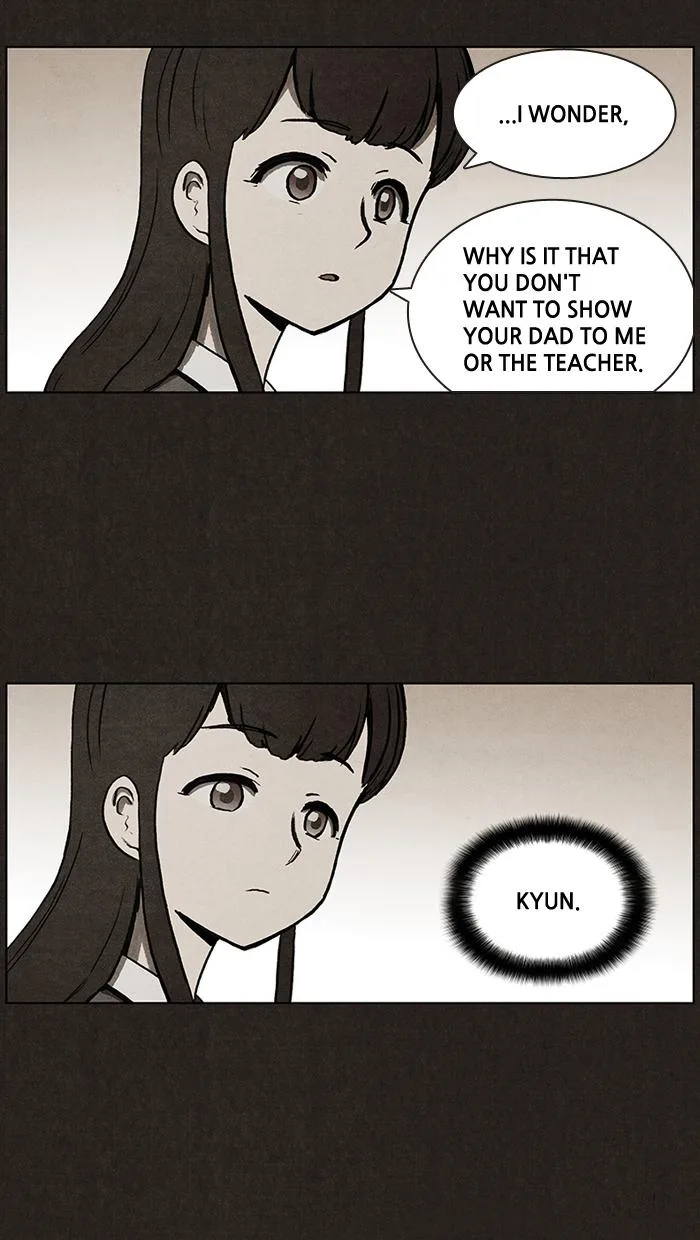 ...I WONDER,
WHY IS IT THAT
YOU DON'T
WANT TO SHOW
YOUR DAD TO ME
OR THE TEACHER.
KYUN.